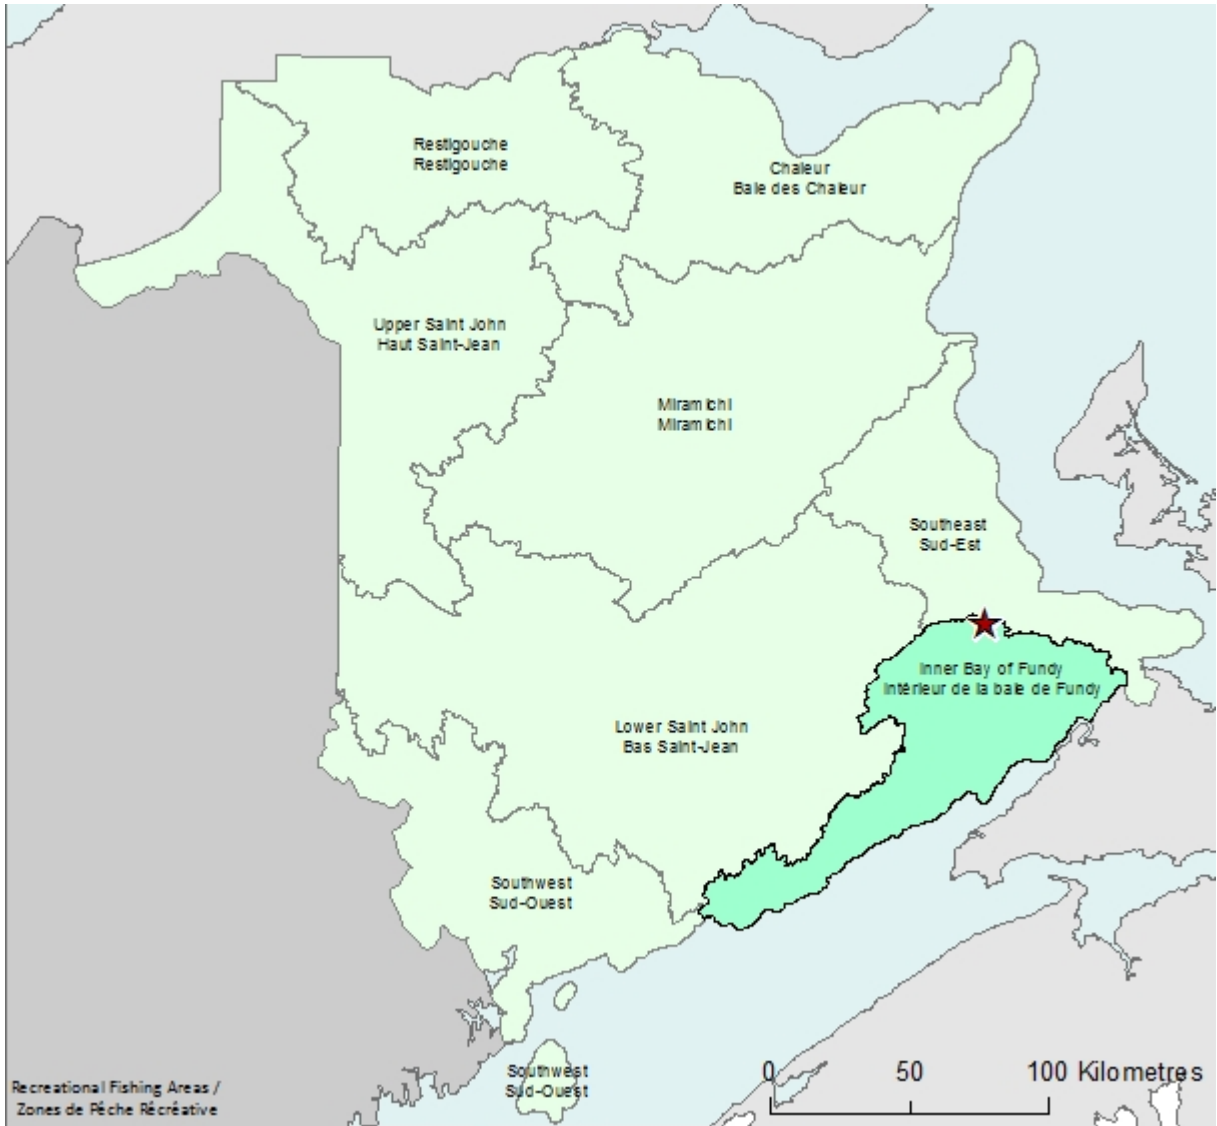 Restigouche
Restigouche
Chaleur
Baie des Chaleur
Upper Saint John
Haut Saint-Jean
Miramichi
Miramichi
Southeast
Sud-Est
Inner Bay of Fundy
Intérieur de la baie de Fundy
Lower Saint John
Bas Saint-Jean
Southwest
Sud-Ouest
Southwest
Sud-Ouest
0 50 100 Kilometres
Recreational Fishing Areas /
Zones de Pêche Récréative